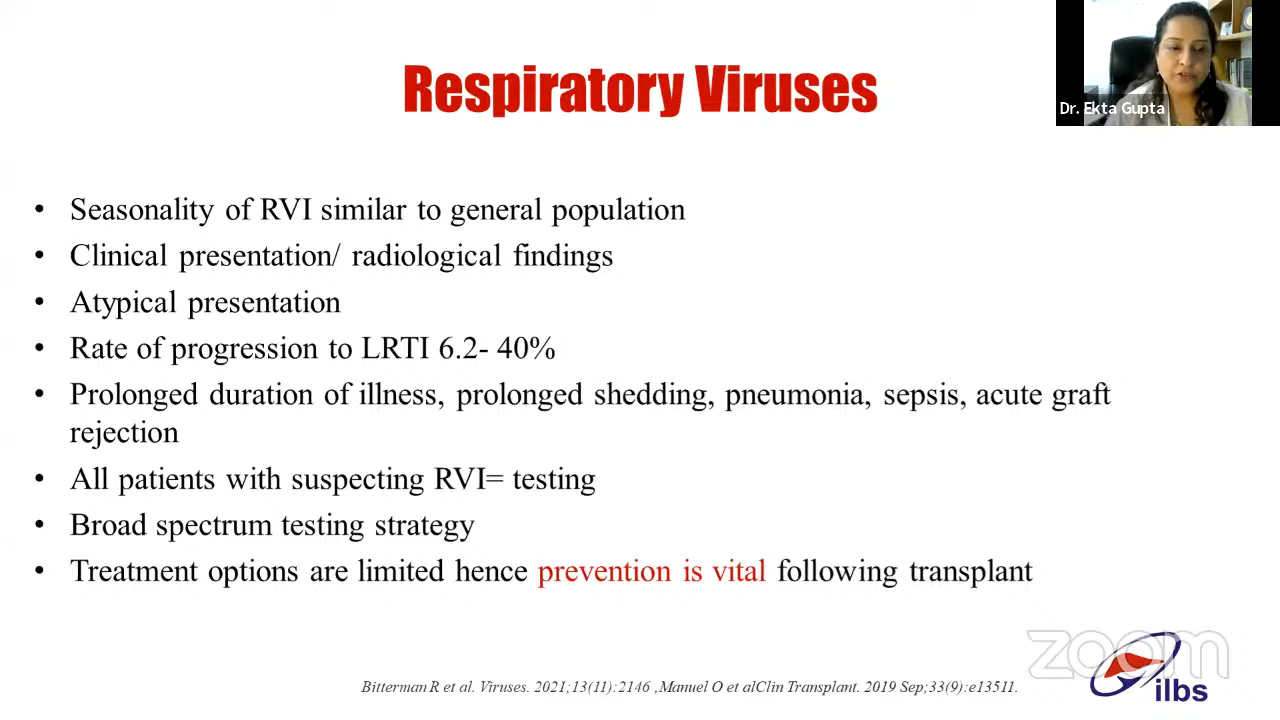 Respiratory Viruses
Dr. Ekta Gupta
• Seasonality of RVI similar to general population
• Clinical presentation/ radiological findings
• Atypical presentation
• Rate of progression to LRTI 6.2- 40%
• Prolonged duration of illness, prolonged shedding, pneumonia, sepsis, acute graft
rejection
• All patients with suspecting RVI= testing
• Broad spectrum testing strategy
• Treatment options are limited hence prevention is vital following transplant
zoom
ilbs
Bitterman R et al. Viruses. 2021;13(11):2146 ,Manuel O et alClin Transplant. 2019 Sep;33(9):e13511.